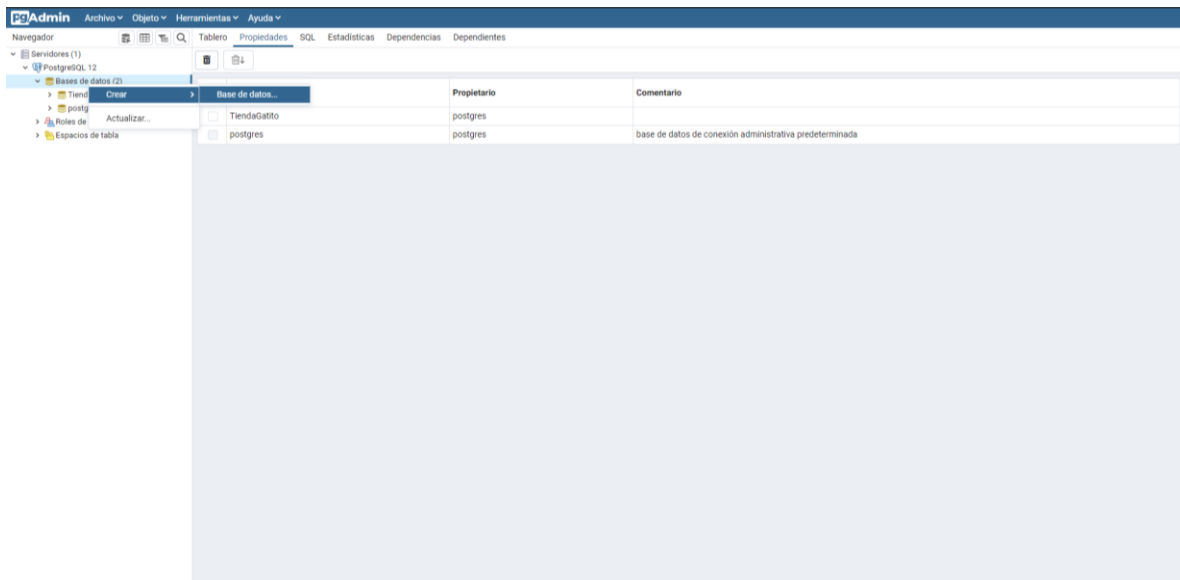 pgAdmin Archivo Objeto Herramientas Ayuda
Navegador
Tablero Propiedades SQL Estadísticas Dependencias Dependientes
Servidores (1)
PostgreSQL 12
Bases de datos (2)
Tiend
postg
Roles de
Espacios de tabla
Crear
Actualizar...
Base de datos...
Propietario Comentario
TiendaGatito postgres
postgres postgres base de datos de conexión administrativa predeterminada